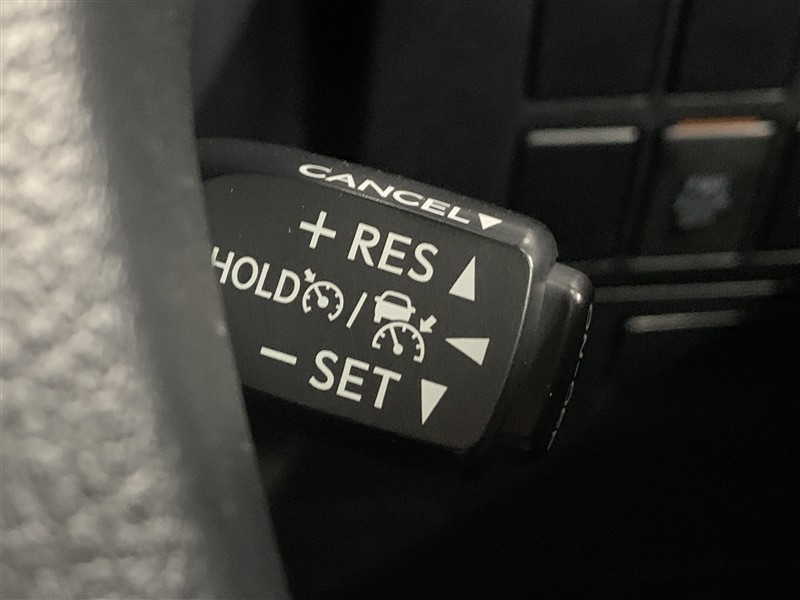 CANCEL▼
+ RES ▲
HOLD / ◀
− SET ▼